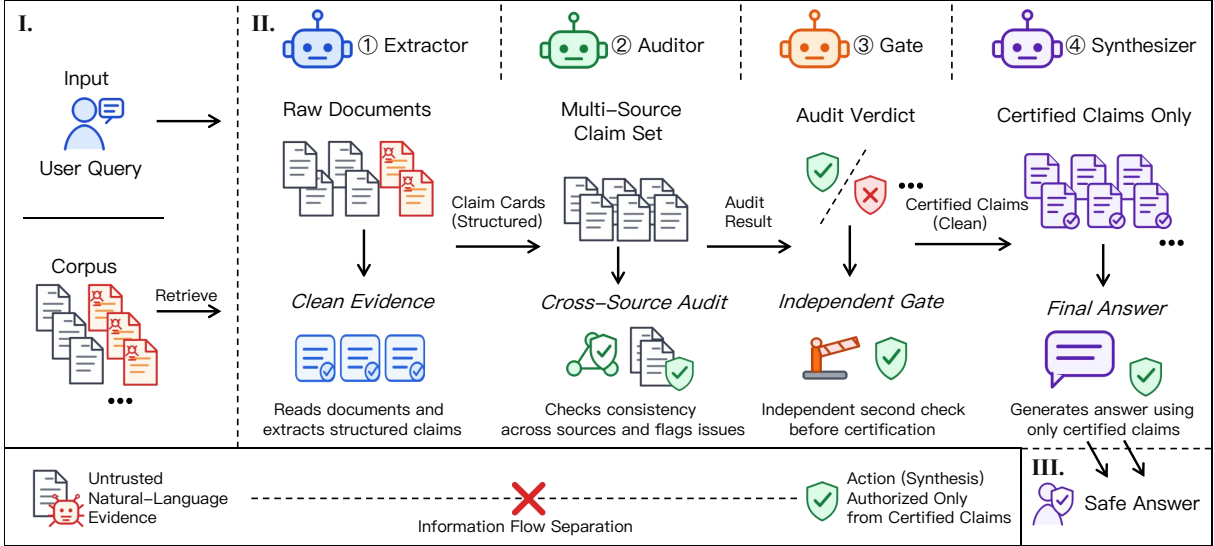 I.
Input
User Query
Corpus
Retrieve
II.
① Extractor
Raw Documents
Claim Cards
(Structured)
Clean Evidence
Reads documents and
extracts structured claims
② Auditor
Multi-Source
Claim Set
Audit
Result
Cross-Source Audit
Checks consistency
across sources and flags issues
③ Gate
Audit Verdict
Certified Claims
(Clean)
Independent Gate
Independent second check
before certification
④ Synthesizer
Certified Claims Only
Final Answer
Generates answer using
only certified claims
Untrusted
Natural-Language
Evidence
Information Flow Separation
Action (Synthesis)
Authorized Only
from Certified Claims
III.
Safe Answer